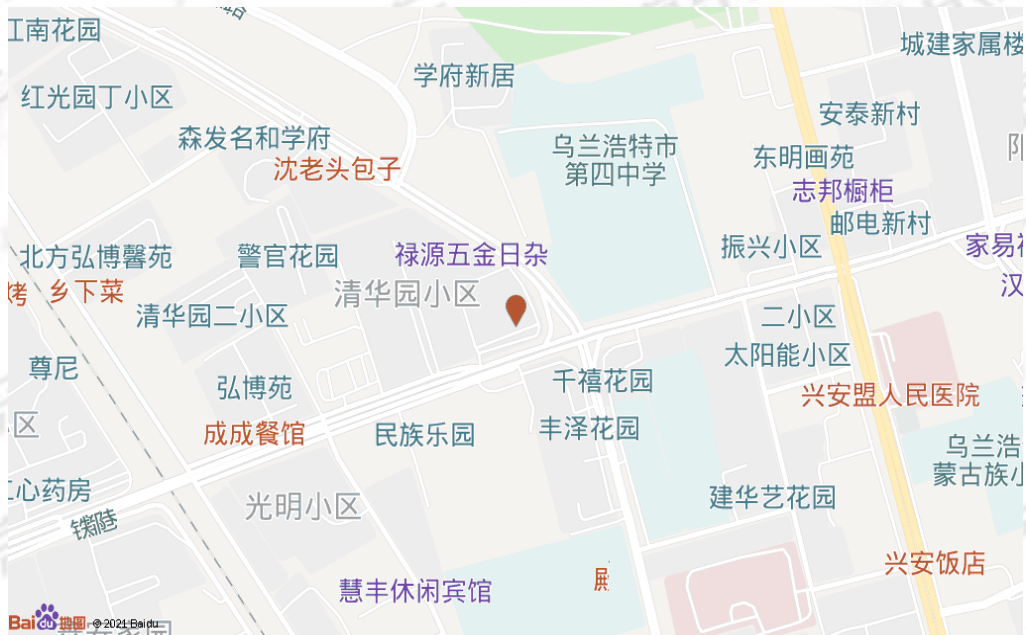 江南花园
城建家属楼
学府新居
红光园丁小区
安泰新村
森发名和学府
乌兰浩特市
第四中学
沈老头包子
东明画苑
志邦橱柜
邮电新村
北方弘博馨苑
警官花园
禄源五金日杂
振兴小区
家易
汉
烤
乡下菜
清华园小区
清华园二小区
二小区
太阳能小区
尊尼
弘博苑
千禧花园
兴安盟人民医院
区
成成餐馆
民族乐园
丰泽花园
乌兰浩
蒙古族小
心药房
光明小区
建华艺花园
兴安饭店
慧丰休闲宾馆
展
Bai du 地图 © 2021 Baidu